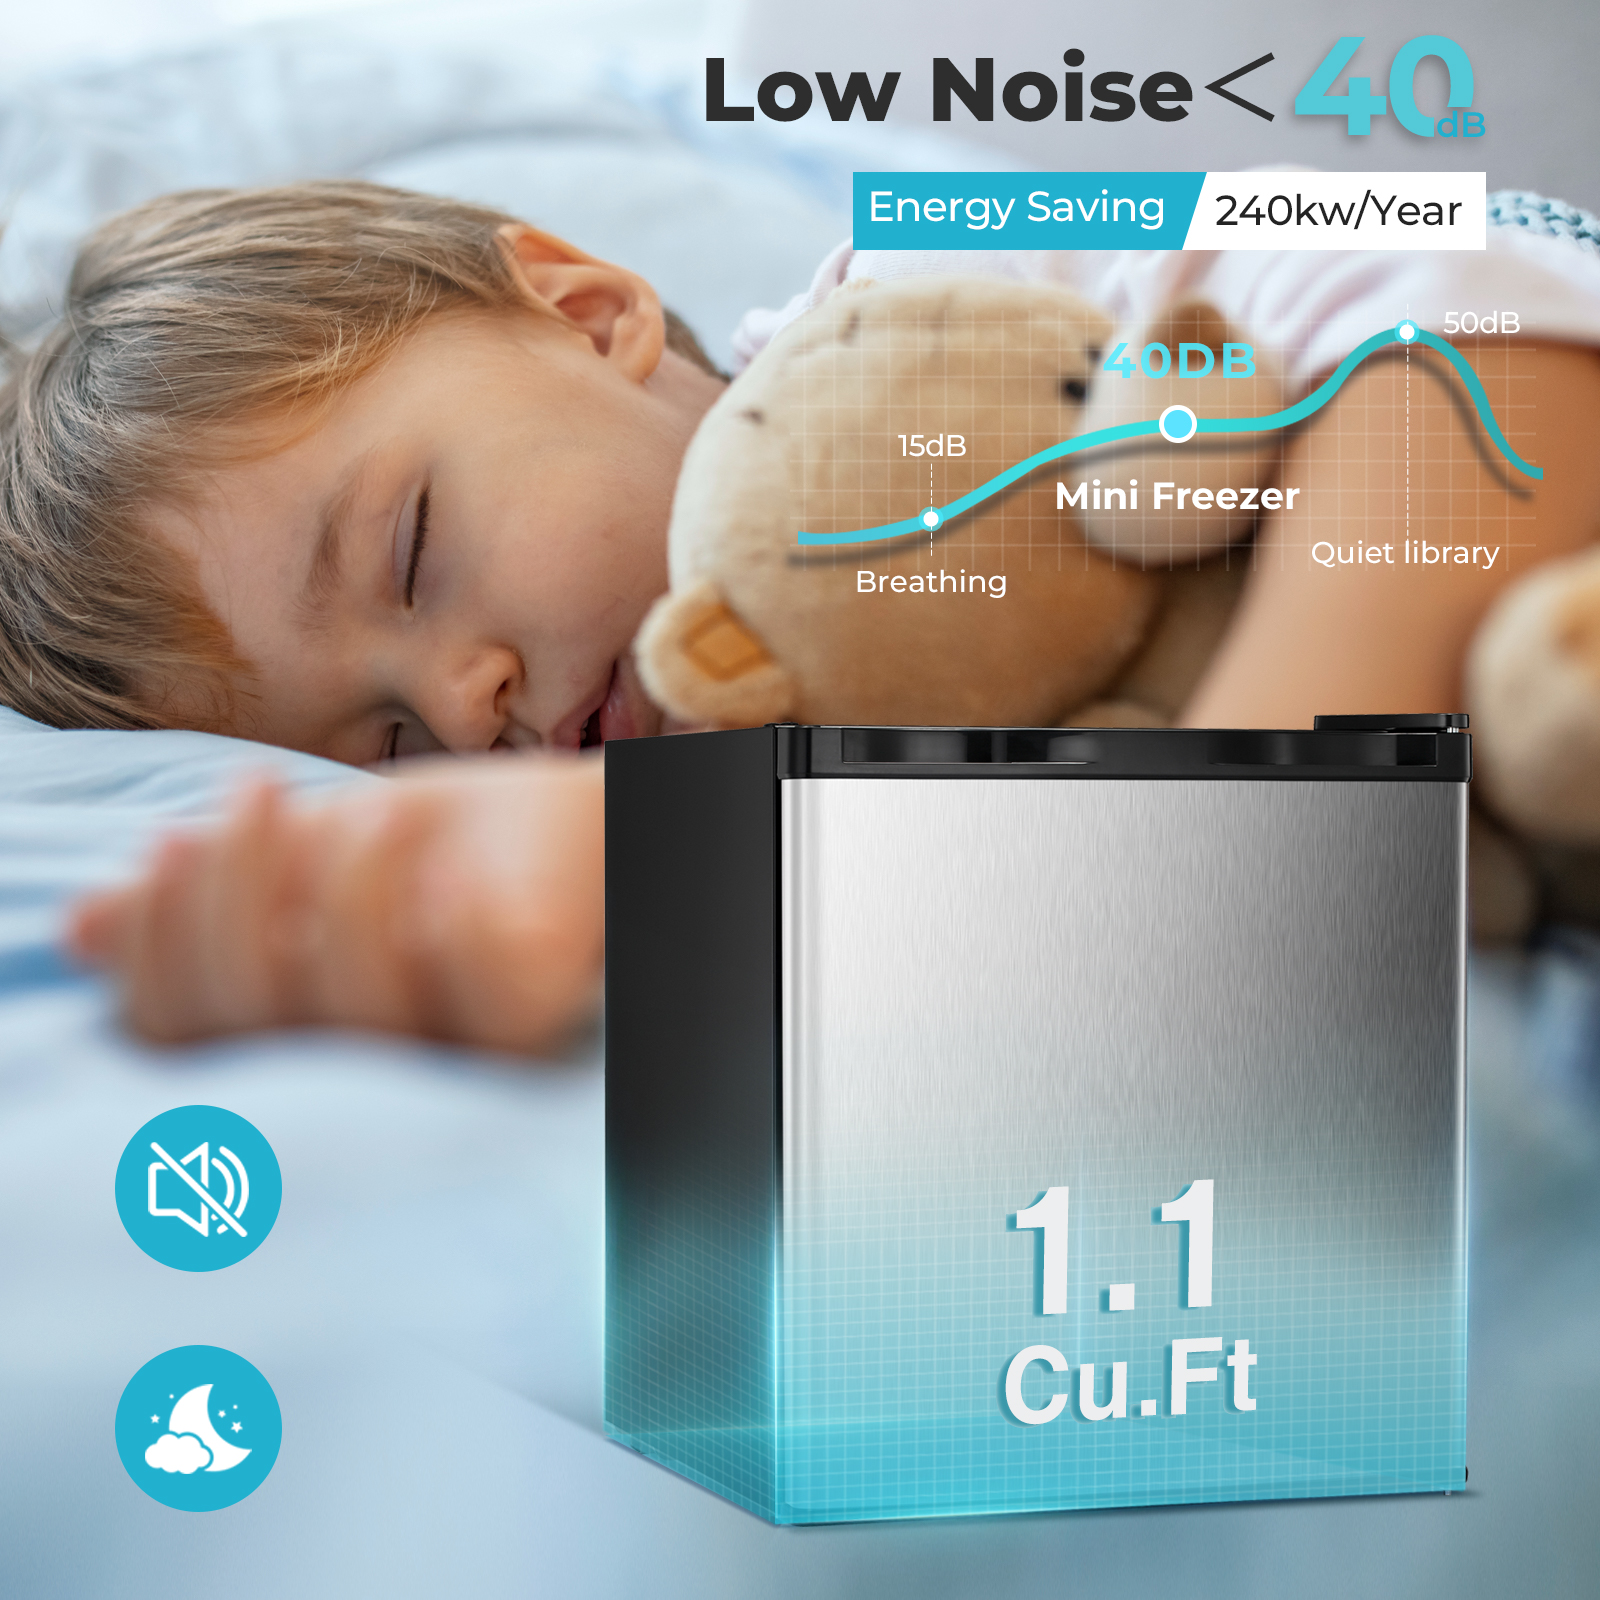 Low Noise<40dB
Energy Saving 240kw/Year
50dB
40DB
15dB
Mini Freezer
Quiet library
Breathing
1.1
Cu.Ft